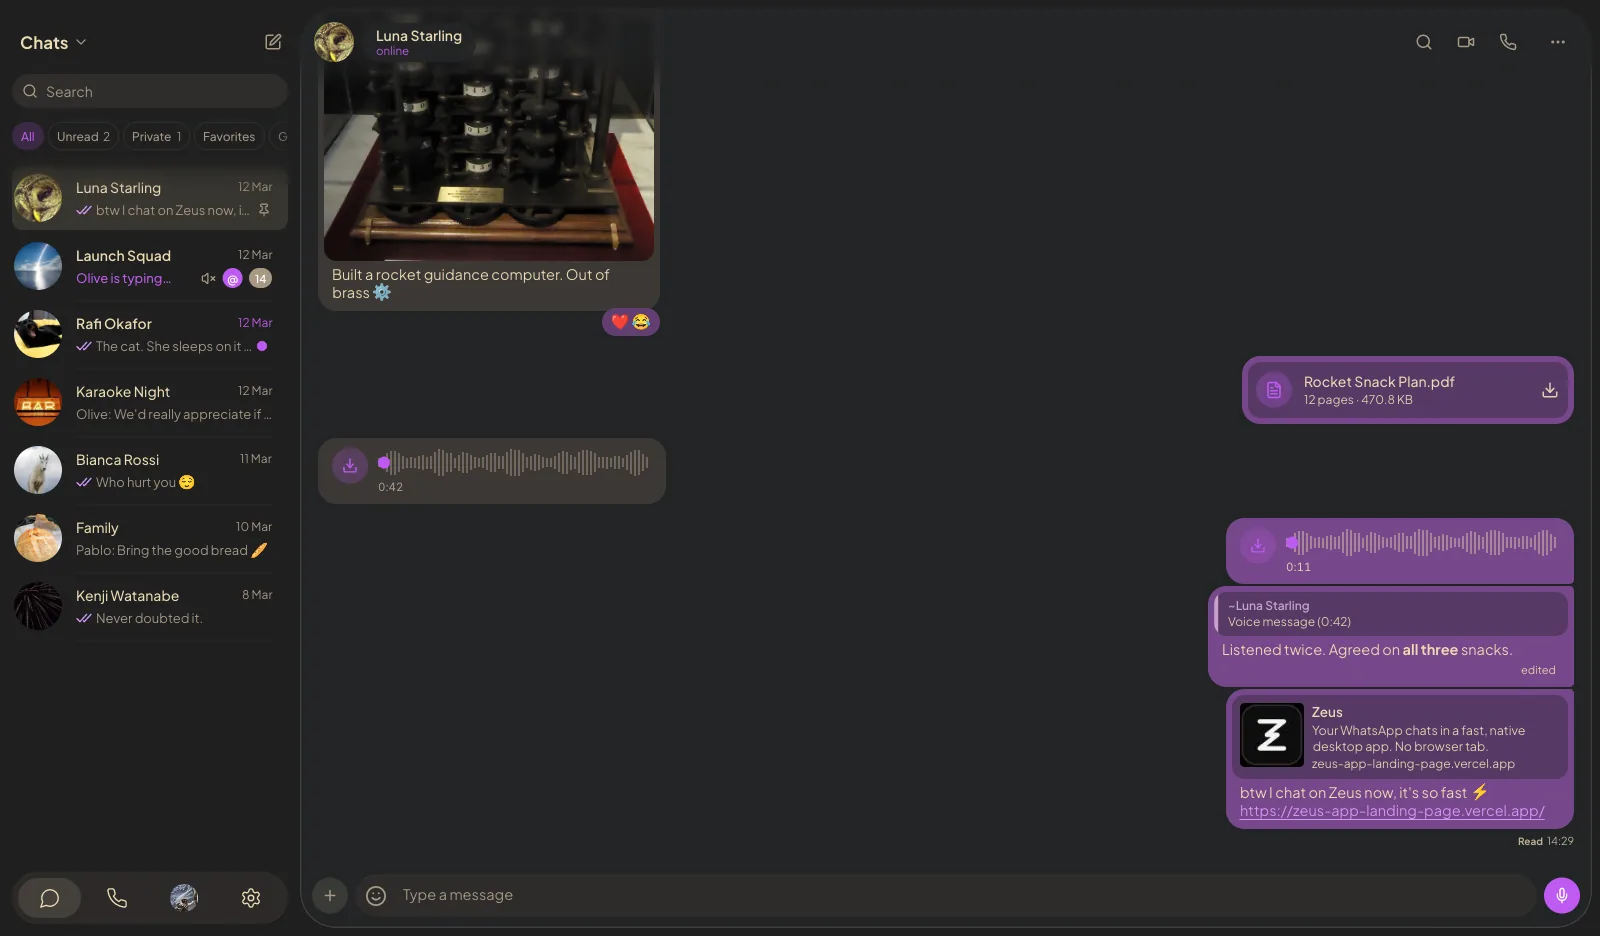 Chats
Search
All
Unread 2
Private 1
Favorites
G
Luna Starling
12 Mar
btw I chat on Zeus now, i...
Launch Squad
12 Mar
Olive is typing...
@
14
Rafi Okafor
12 Mar
The cat. She sleeps on it ...
Karaoke Night
12 Mar
Olive: We'd really appreciate if ...
BAR
Bianca Rossi
11 Mar
Who hurt you 😌
Family
10 Mar
Pablo: Bring the good bread 🥖
Kenji Watanabe
8 Mar
Never doubted it.
Luna Starling
online
Built a rocket guidance computer. Out of
brass ⚙️
❤️ 😂
Rocket Snack Plan.pdf
12 pages · 470.8 KB
0:42
0:11
~Luna Starling
Voice message (0:42)
Listened twice. Agreed on all three snacks.
edited
Zeus
Your WhatsApp chats in a fast, native
desktop app. No browser tab.
zeus-app-landing-page.vercel.app
btw I chat on Zeus now, it's so fast ⚡
https://zeus-app-landing-page.vercel.app/
Read 14:29
Type a message